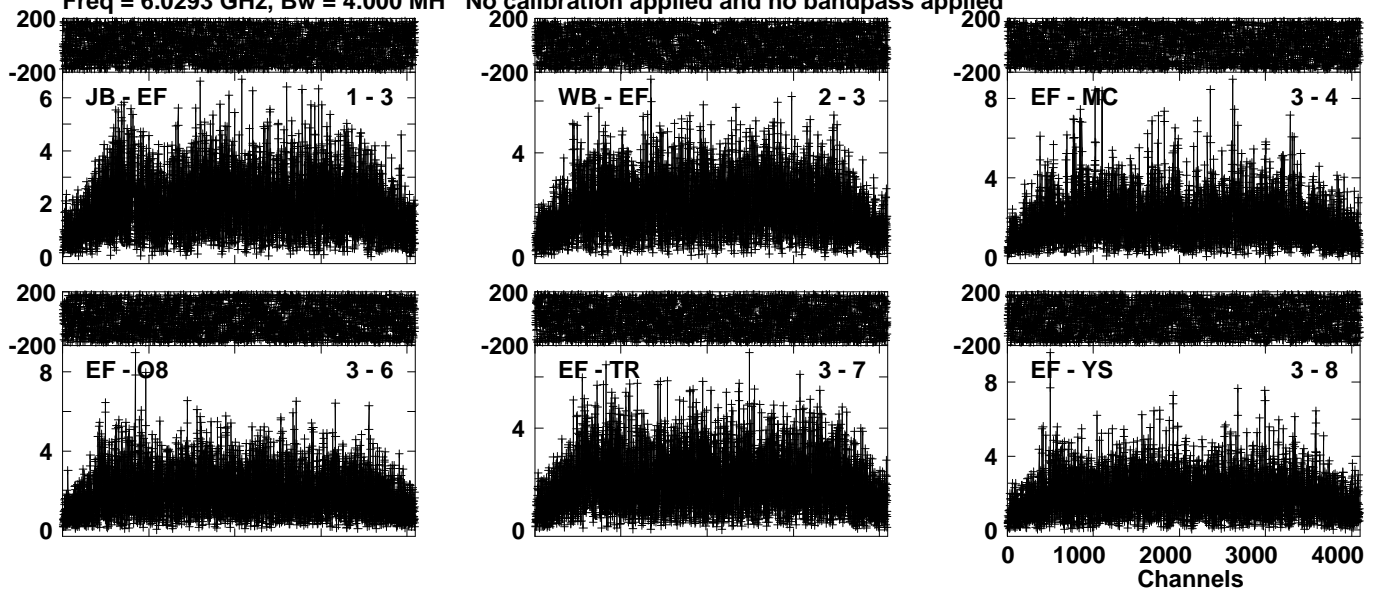 Freq = 6.0293 GHz, Bw = 4.000 MH No calibration applied and no bandpass applied
200 200 200
-200 -200 -200
JB - EF 1 - 3 WB - EF 2 - 3 EF - MC 3 - 4
6 8
4 4 4
2
0 0 0
200 200 200
-200 -200 -200
EF - O8 3 - 6 EF - TR 3 - 7 EF - YS 3 - 8
8 8
4 4 4
0 0 0
0 1000 2000 3000 4000
Channels